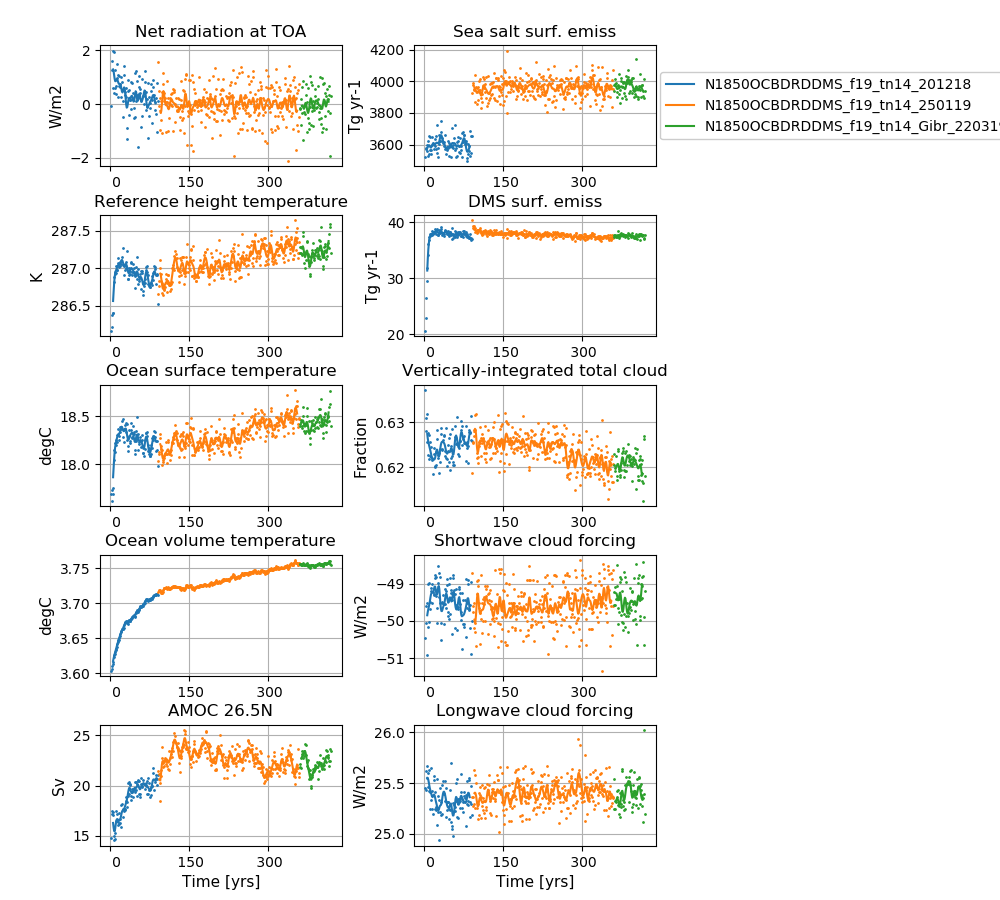 Net radiation at TOA
W/m2
2
0
−2
0 150 300
Sea salt surf. emiss
Tg yr-1
4200
4000
3800
3600
0 150 300
N1850OCBDRDDMS_f19_tn14_201218
N1850OCBDRDDMS_f19_tn14_250119
N1850OCBDRDDMS_f19_tn14_Gibr_220319
Reference height temperature
K
287.5
287.0
286.5
0 150 300
DMS surf. emiss
Tg yr-1
40
30
20
0 150 300
Ocean surface temperature
degC
18.5
18.0
0 150 300
Vertically-integrated total cloud
Fraction
0.63
0.62
0 150 300
Ocean volume temperature
degC
3.75
3.70
3.65
3.60
0 150 300
Shortwave cloud forcing
W/m2
−49
−50
−51
0 150 300
AMOC 26.5N
Sv
25
20
15
0 150 300
Time [yrs]
Longwave cloud forcing
W/m2
26.0
25.5
25.0
0 150 300
Time [yrs]